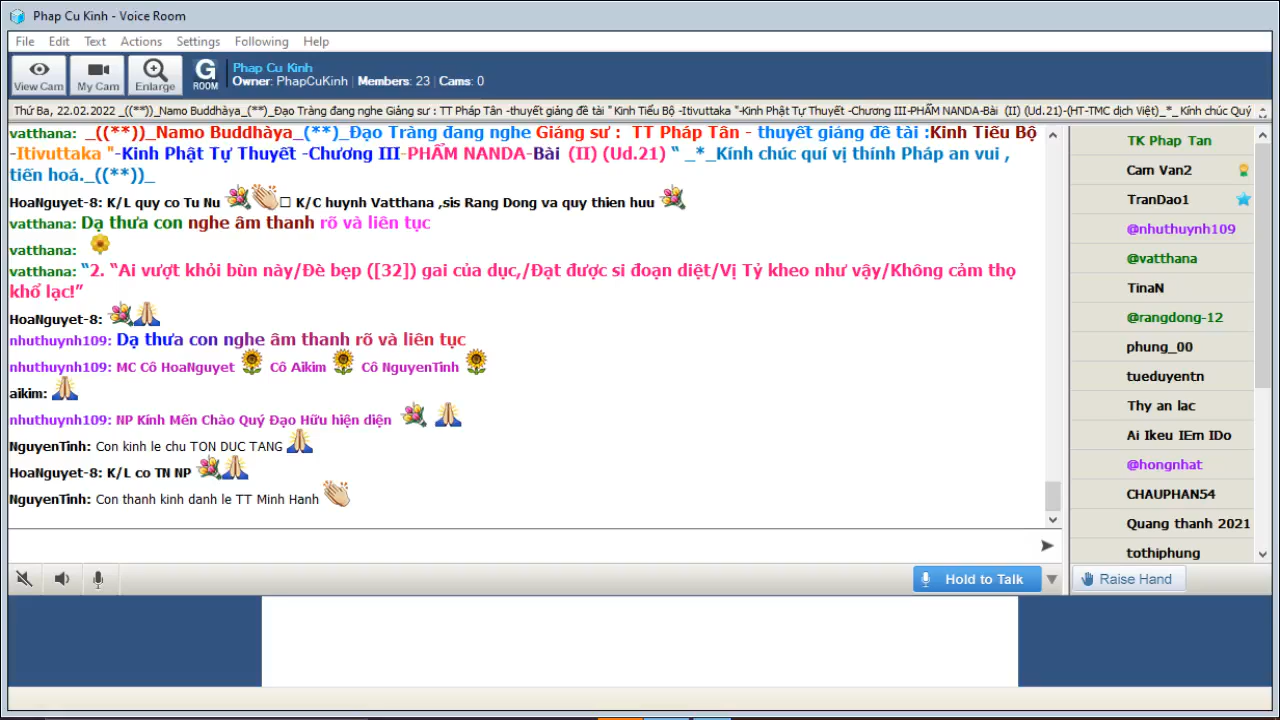 Phap Cu Kinh - Voice Room
File Edit Text Actions Settings Following Help
View Cam My Cam Enlarge G ROOM
Phap Cu Kinh
Owner: PhapCuKinh | Members: 23 | Cams: 0
Thứ Ba, 22.02.2022 _((**))_Namo Buddhàya_(**)_Đạo Tràng đang nghe Giảng sư : TT Pháp Tân -thuyết giảng đề tài " Kinh Tiểu Bộ -Itivuttaka "-Kinh Phật Tự Thuyết -Chương III-PHẨM NANDA-Bài (II) (Ud.21)-(HT-TMC dịch Việt)_*_ Kính chúc Quý
vatthana: _((**))_Namo Buddhàya_(**)_Đạo Tràng đang nghe Giảng sư : TT Pháp Tân - thuyết giảng đề tài :Kinh Tiểu Bộ
-Itivuttaka "-Kinh Phật Tự Thuyết -Chương III-PHẨM NANDA-Bài (II) (Ud.21) “ _*_Kính chúc quí vị thính Pháp an vui ,
tiến hoá._((**))_
HoaNguyet-8: K/L quy co Tu Nu K/C huynh Vatthana ,sis Rang Dong va quy thien huu
vatthana: Dạ thưa con nghe âm thanh rõ và liên tục
vatthana:
vatthana: “2. “Ai vượt khỏi bùn này/Đè bẹp ([32]) gai của dục,/Đạt được si đoạn diệt/Vị Tỷ kheo như vậy/Không cảm thọ
khổ lạc!”
HoaNguyet-8:
nhuthuynh109: Dạ thưa con nghe âm thanh rõ và liên tục
nhuthuynh109: MC Cô HoaNguyet Cô Aikim Cô NguyenTinh
aikim:
nhuthuynh109: NP Kính Mến Chào Quý Đạo Hữu hiện diện
NguyenTinh: Con kinh le chu TON DUC TANG
HoaNguyet-8: K/L co TN NP
NguyenTinh: Con thanh kinh danh le TT Minh Hanh
TK Phap Tan
Cam Van2
TranDao1
@nhuthuynh109
@vatthana
TinaN
@rangdong-12
phung_00
tueduyentn
Thy an lac
Ai Ikeu IEm IDo
@hongnhat
CHAUPHAN54
Quang thanh 2021
tothiphung
Hold to Talk
Raise Hand